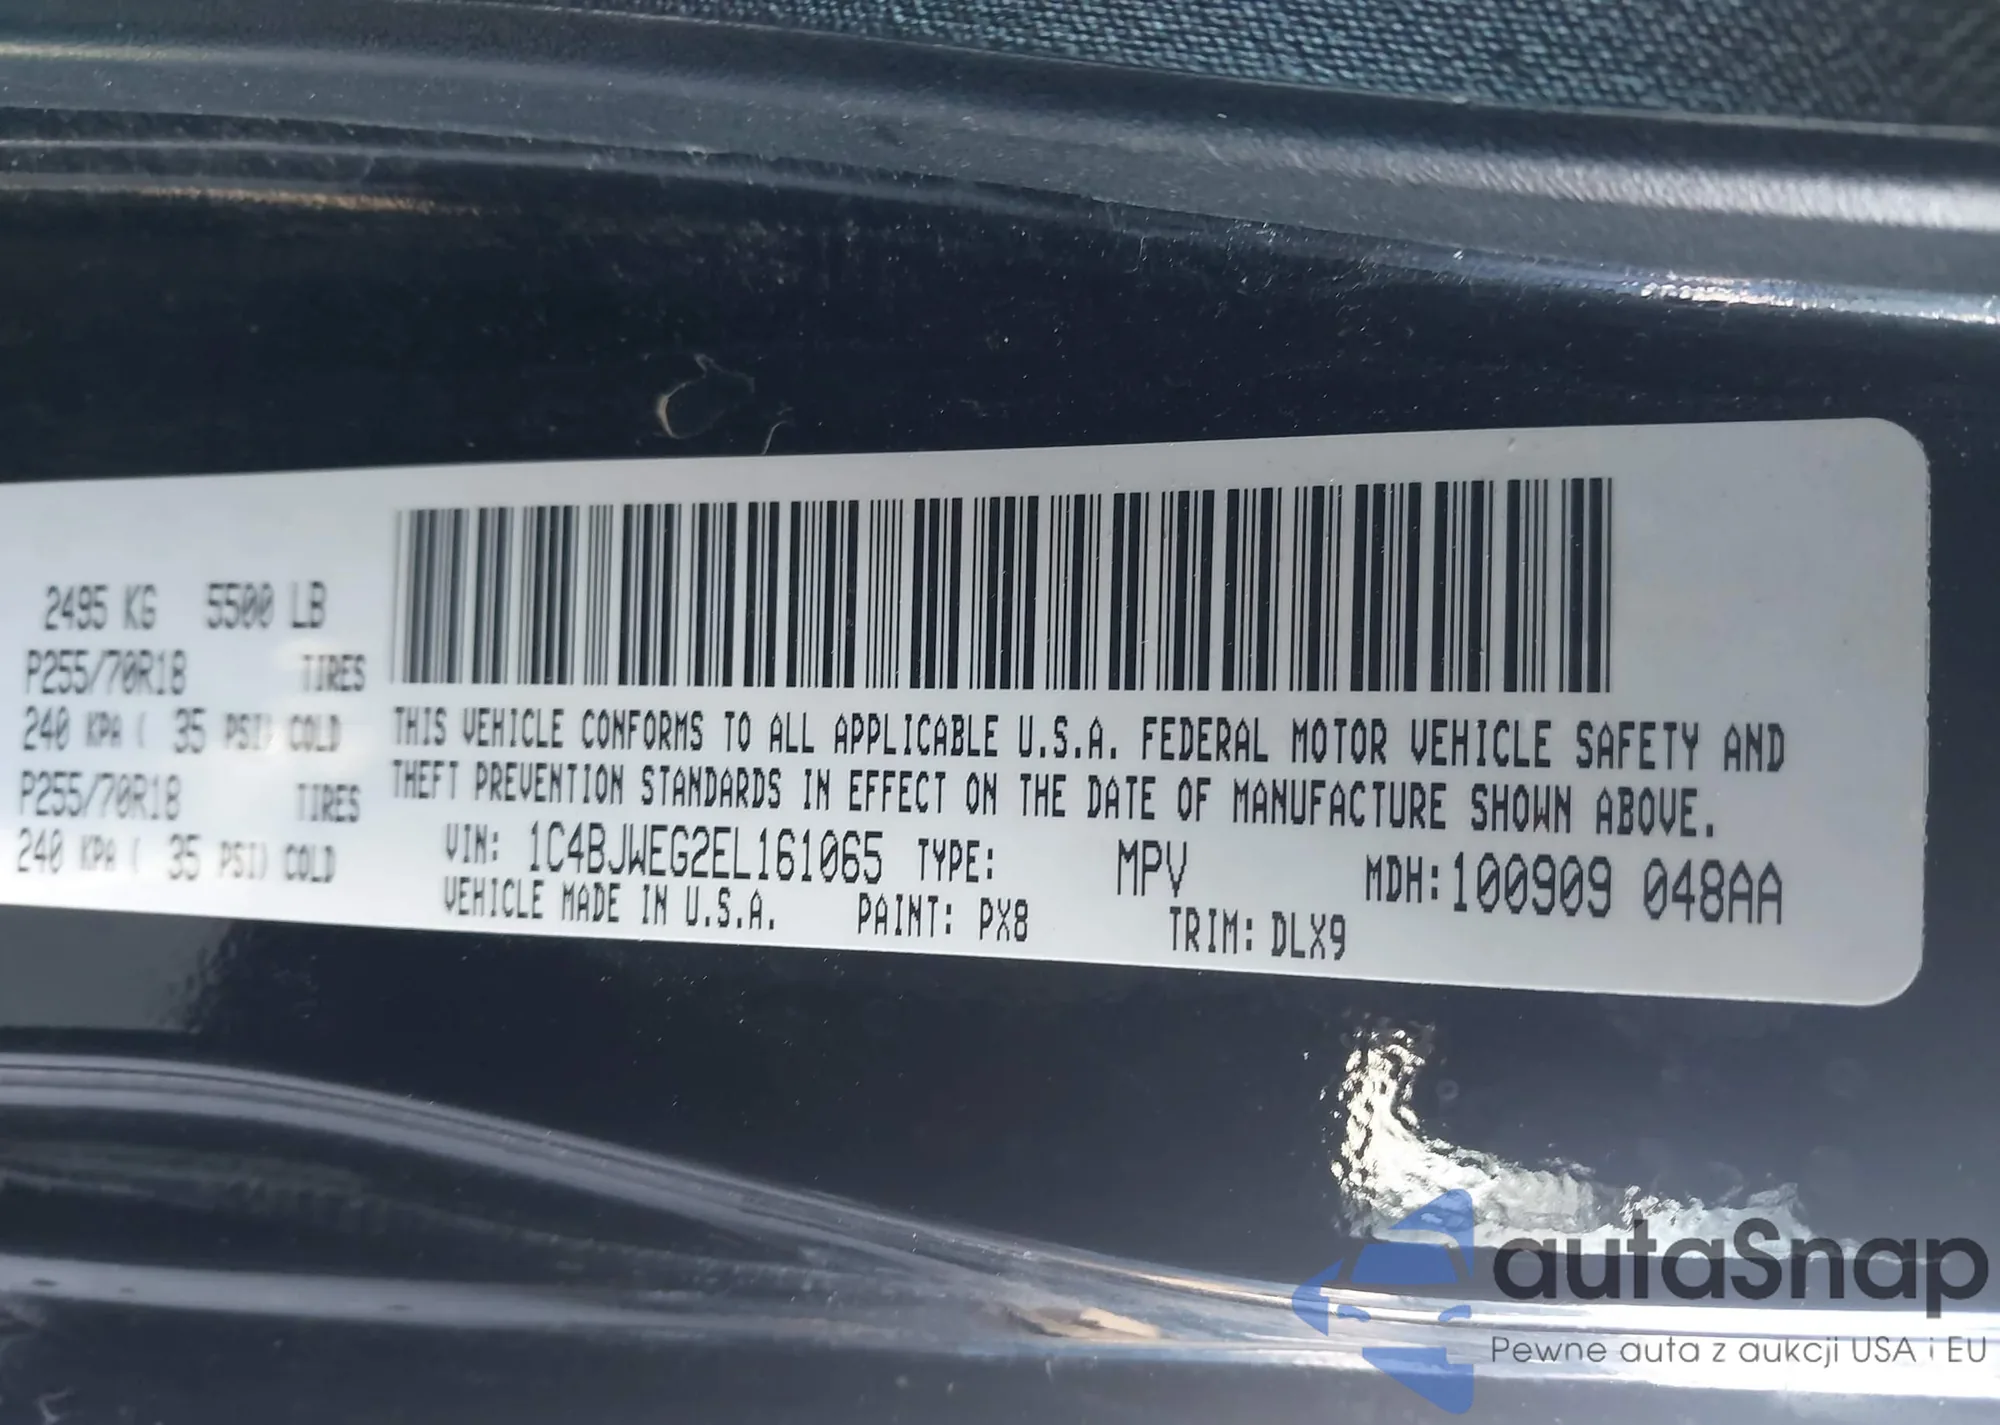 2495 KG 5500 LB
P255/70R18 TIRES
240 KPA ( 35 PSI) COLD
P255/70R18 TIRES
240 KPA ( 35 PSI) COLD
THIS VEHICLE CONFORMS TO ALL APPLICABLE U.S.A. FEDERAL MOTOR VEHICLE SAFETY AND
THEFT PREVENTION STANDARDS IN EFFECT ON THE DATE OF MANUFACTURE SHOWN ABOVE.
VIN: 1C4BJWEG2EL161065 TYPE: MPV MDH:100909 048AA
VEHICLE MADE IN U.S.A. PAINT: PX8 TRIM: DLX9
autaSnap
Pewne auta z aukcji USA i EU